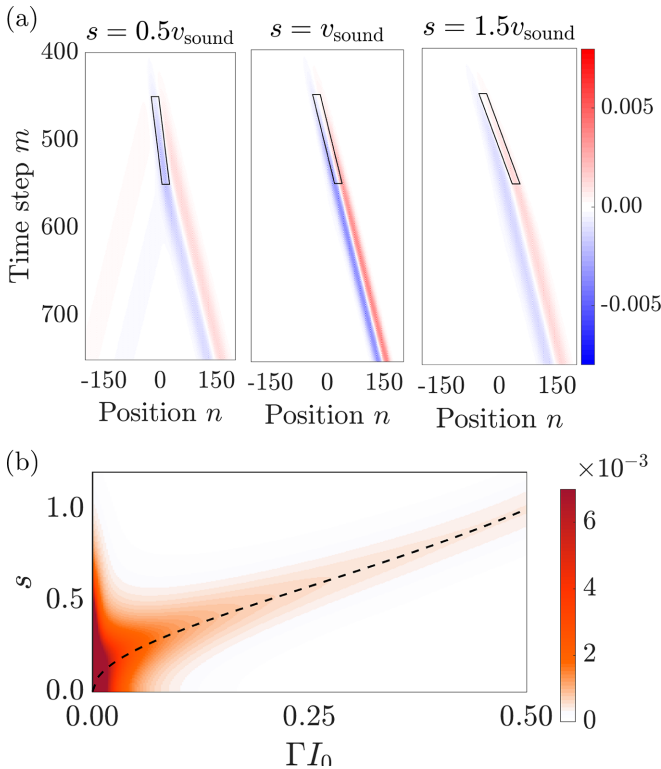 (a)
s = 0.5v_sound s = v_sound s = 1.5v_sound
400
500
600
700
Time step m
0.005
0.00
-0.005
-150 0 150 -150 0 150 -150 0 150
Position n Position n Position n
(b)
×10⁻³
1.0
0.5
0.0
s
6
4
2
0
0.00 0.25 0.50
ΓI₀